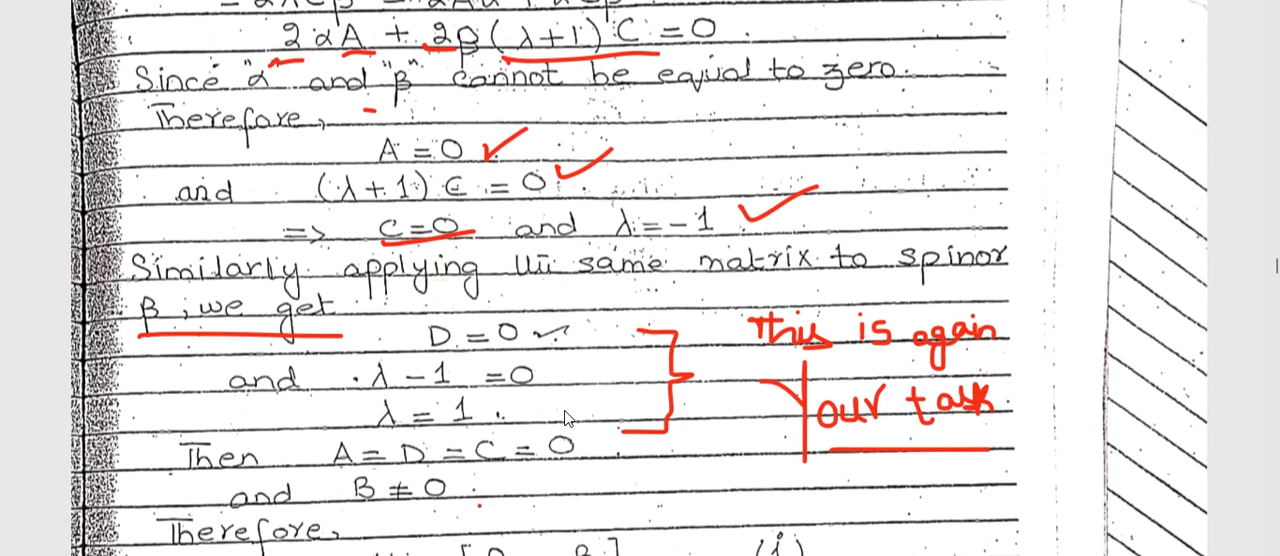 2αA + 2β(λ+1)C = 0.
Since "α" and "β" cannot be equal to zero.
Therefore,
A = 0 ✓
and (λ+1)C = 0 ✓
=> C=0 and λ = -1 ✓
Similarly applying the same matrix to spinor
β, we get
D = 0 ✓
and λ - 1 = 0
λ = 1.
This is again
our task.
Then A = D = C = 0
and B ≠ 0.
Therefore,